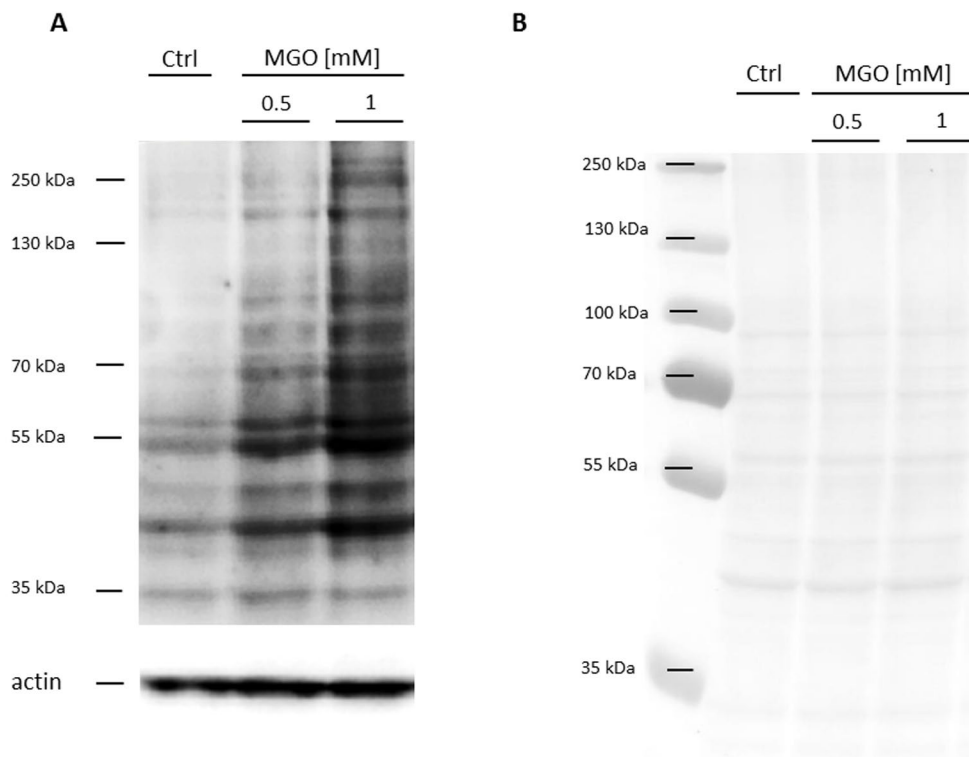 A
Ctrl
MGO [mM]
0.5
1
250 kDa
130 kDa
70 kDa
55 kDa
35 kDa
actin
B
Ctrl
MGO [mM]
0.5
1
250 kDa
130 kDa
100 kDa
70 kDa
55 kDa
35 kDa